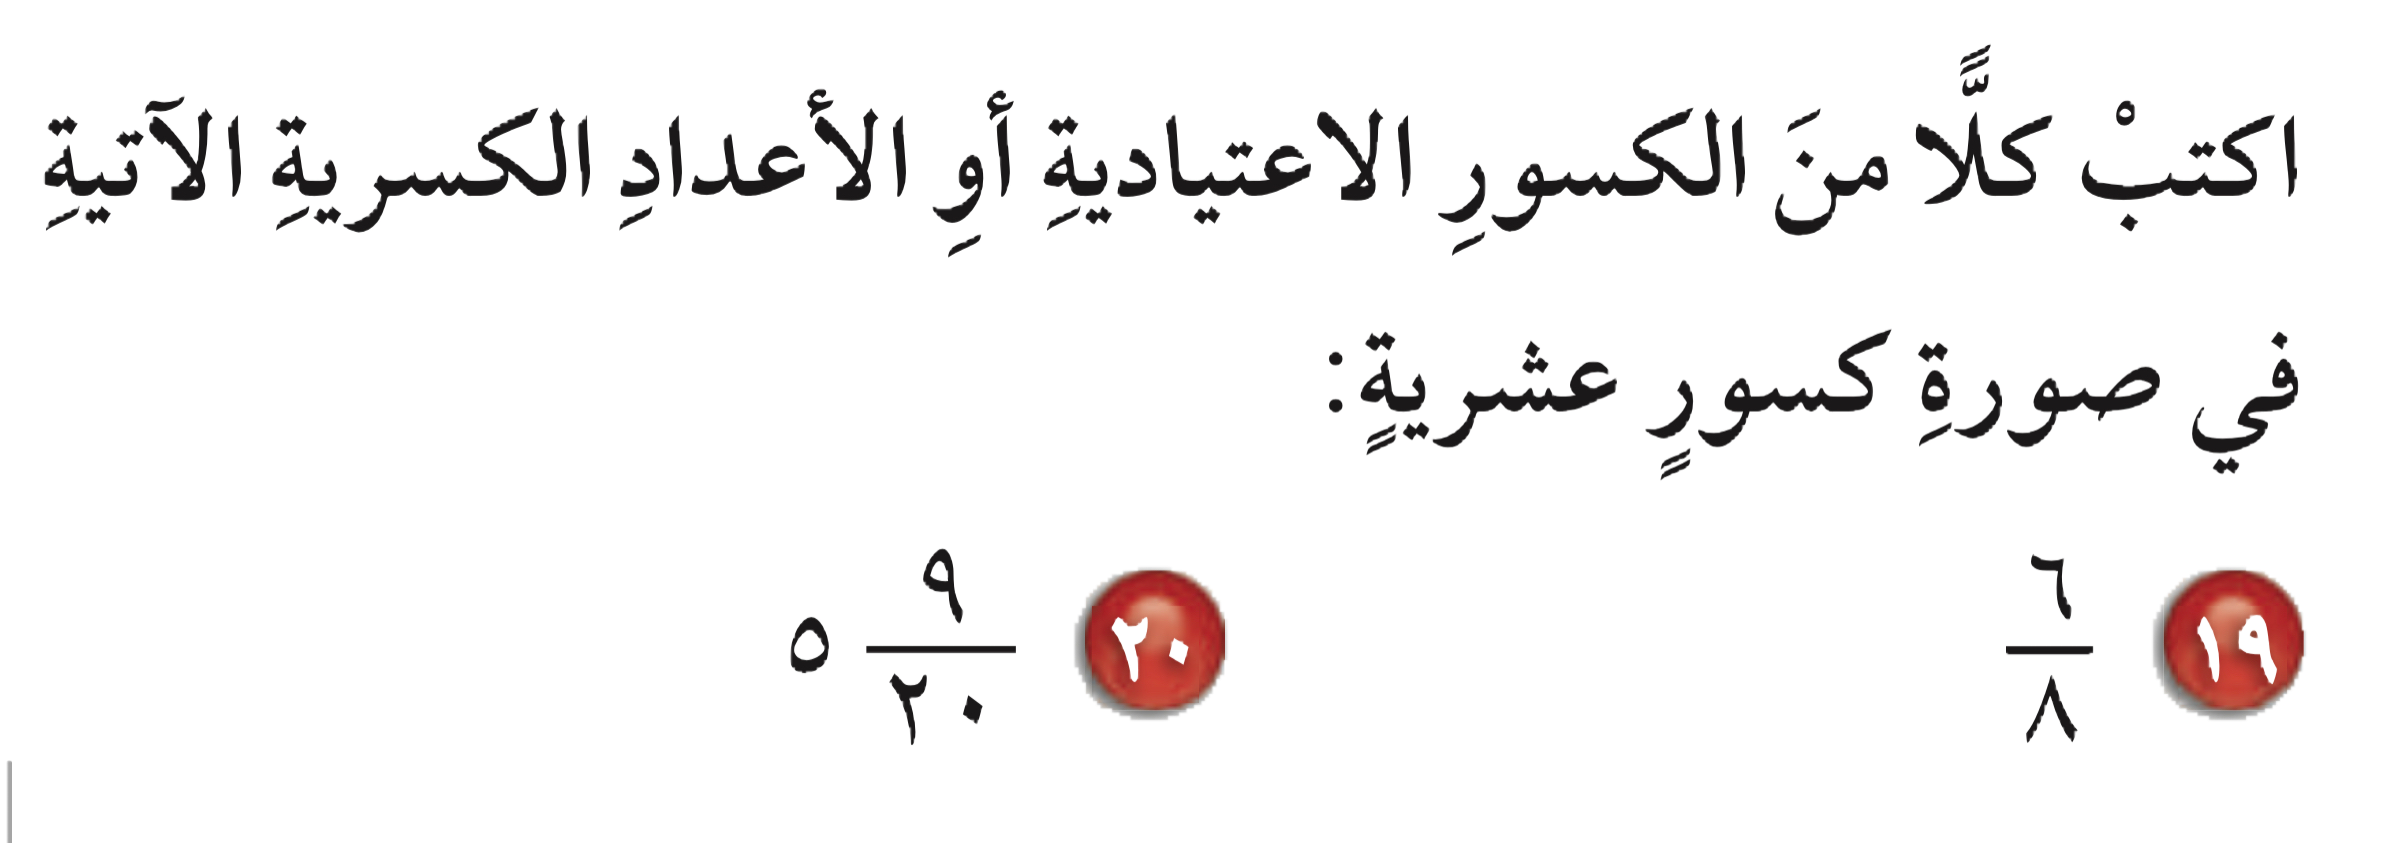 اكتبْ كلًّا منَ الكسورِ الاعتياديةِ أوِ الأعدادِ الكسريةِ الآتيةِ
في صورةِ كسورٍ عشريةٍ:
١٩ ٦/٨ ٢٠ ٥ ٩/٢٠